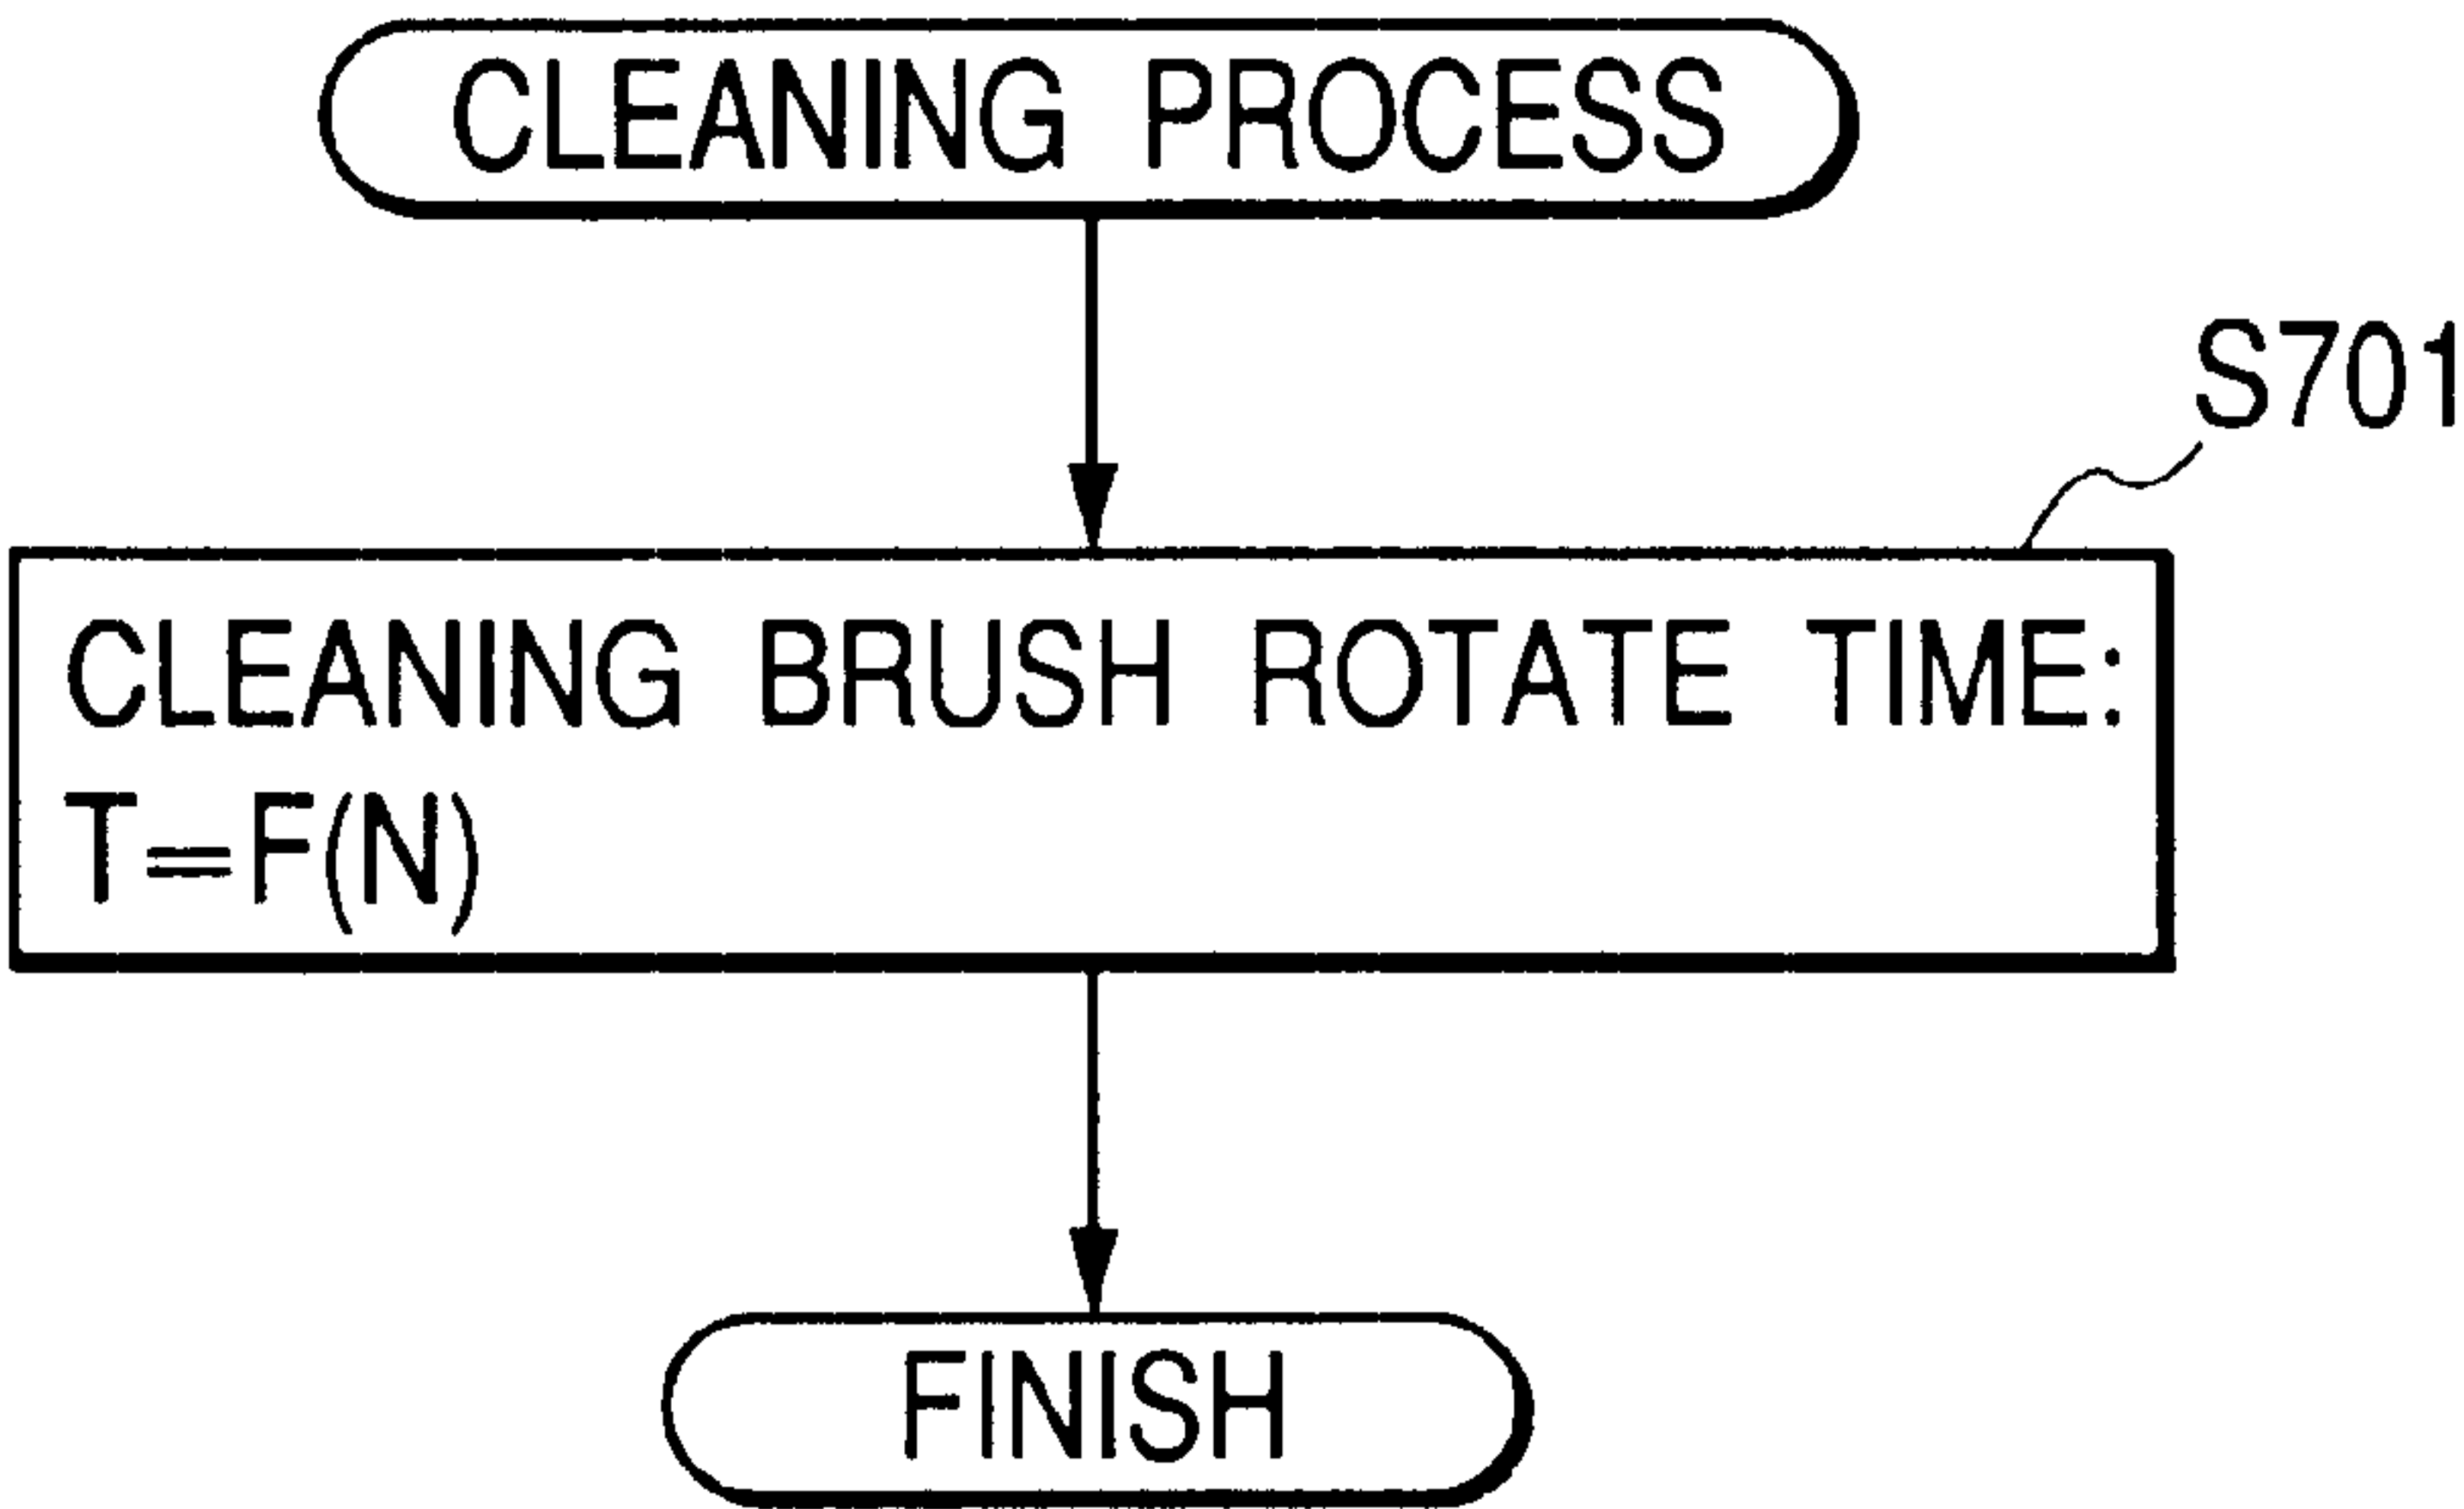 CLEANING PROCESS
S701
CLEANING BRUSH ROTATE TIME:
T=F(N)
FINISH